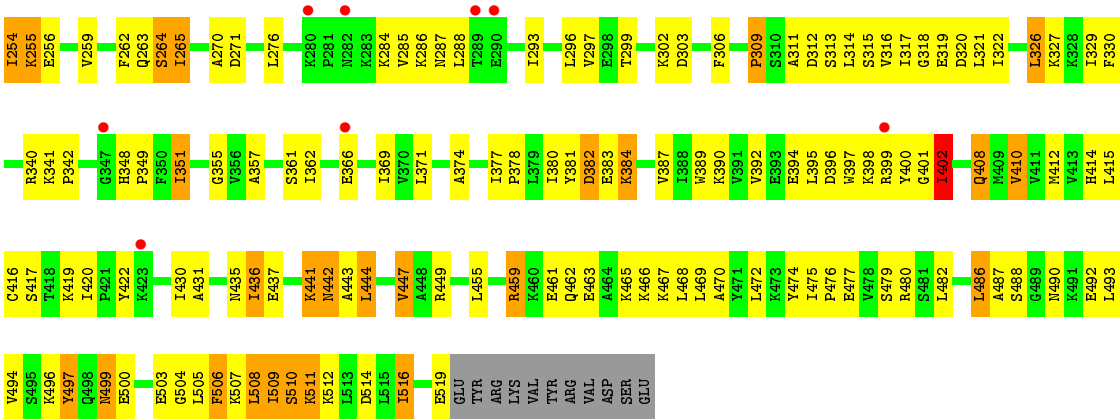 I254 K255 E256 V259 F262 Q263 S264 I265 A270 D271 L276 K280 P281 N282 K283 K284 V285 K286 N287 L288 T289 E290 I293 L296 V297 E298 T299 K302 D303 F306 P309 S310 A311 D312 S313 L314 S315 V316 I317 G318 E319 D320 L321 I322 L326 K327 K328 I329 F330
R340 K341 P342 G347 H348 P349 F350 I351 G355 V356 A357 S361 I362 E366 I369 V370 L371 A374 I377 P378 L379 I380 Y381 D382 E383 K384 V387 I388 W389 K390 V391 V392 E393 E394 L395 D396 W397 K398 R399 Y400 G401 I402 Q408 M409 V410 V411 M412 V413 H414 L415
C416 S417 T418 K419 I420 P421 Y422 K423 I430 A431 N435 I436 E437 K441 N442 A443 L444 V447 A448 R449 L455 R459 K460 E461 Q462 E463 A464 K465 K466 K467 L468 L469 A470 Y471 L472 K473 Y474 I475 P476 E477 V478 S479 R480 S481 L482 L486 A487 S488 G489 N490 K491 E492 L493
V494 S495 K496 Y497 Q498 N499 E500 E503 G504 L505 F506 K507 L508 I509 S510 K511 K512 L513 D514 L515 I516 E519 GLU TYR ARG LYS VAL TYR ARG VAL ASP SER GLU